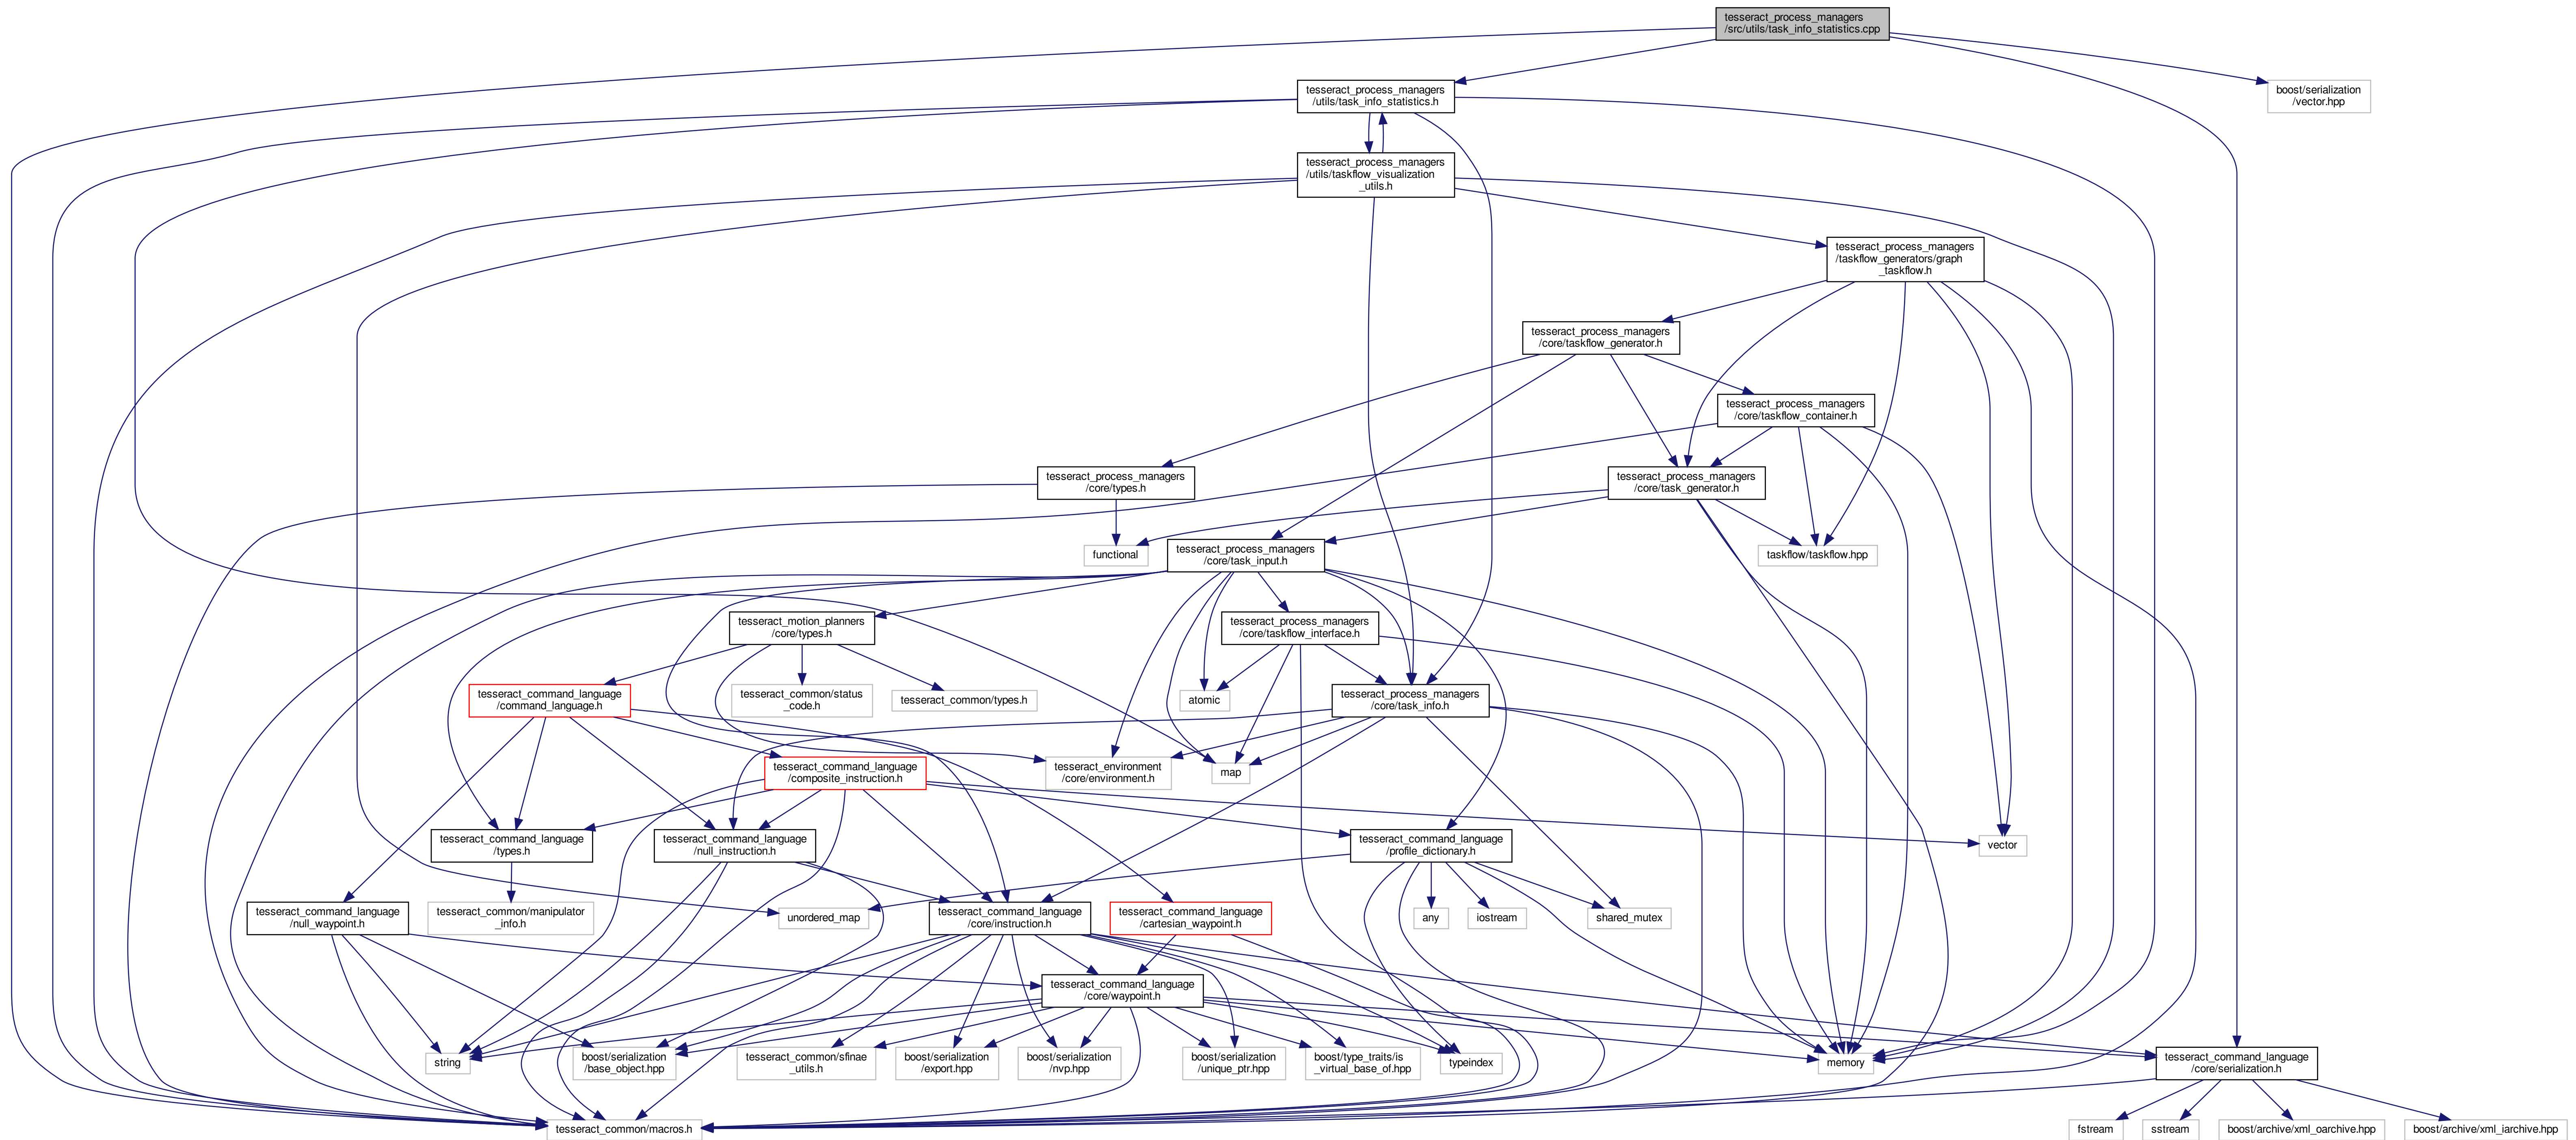 tesseract_process_managers
/src/utils/task_info_statistics.cpp
tesseract_process_managers
/utils/task_info_statistics.h
boost/serialization
/vector.hpp
tesseract_process_managers
/utils/taskflow_visualization
_utils.h
tesseract_process_managers
/taskflow_generators/graph
_taskflow.h
tesseract_process_managers
/core/taskflow_generator.h
tesseract_process_managers
/core/taskflow_container.h
tesseract_process_managers
/core/types.h
tesseract_process_managers
/core/task_generator.h
functional
tesseract_process_managers
/core/task_input.h
taskflow/taskflow.hpp
tesseract_motion_planners
/core/types.h
tesseract_process_managers
/core/taskflow_interface.h
tesseract_command_language
/command_language.h
tesseract_common/status
_code.h
tesseract_common/types.h
atomic
tesseract_process_managers
/core/task_info.h
tesseract_command_language
/composite_instruction.h
tesseract_environment
/core/environment.h
map
tesseract_command_language
/types.h
tesseract_command_language
/null_instruction.h
tesseract_command_language
/profile_dictionary.h
vector
tesseract_command_language
/null_waypoint.h
tesseract_common/manipulator
_info.h
unordered_map
tesseract_command_language
/core/instruction.h
tesseract_command_language
/cartesian_waypoint.h
any
iostream
shared_mutex
tesseract_command_language
/core/waypoint.h
string
boost/serialization
/base_object.hpp
tesseract_common/sfinae
_utils.h
boost/serialization
/export.hpp
boost/serialization
/nvp.hpp
boost/serialization
/unique_ptr.hpp
boost/type_traits/is
_virtual_base_of.hpp
typeindex
memory
tesseract_command_language
/core/serialization.h
tesseract_common/macros.h
fstream
sstream
boost/archive/xml_oarchive.hpp
boost/archive/xml_iarchive.hpp